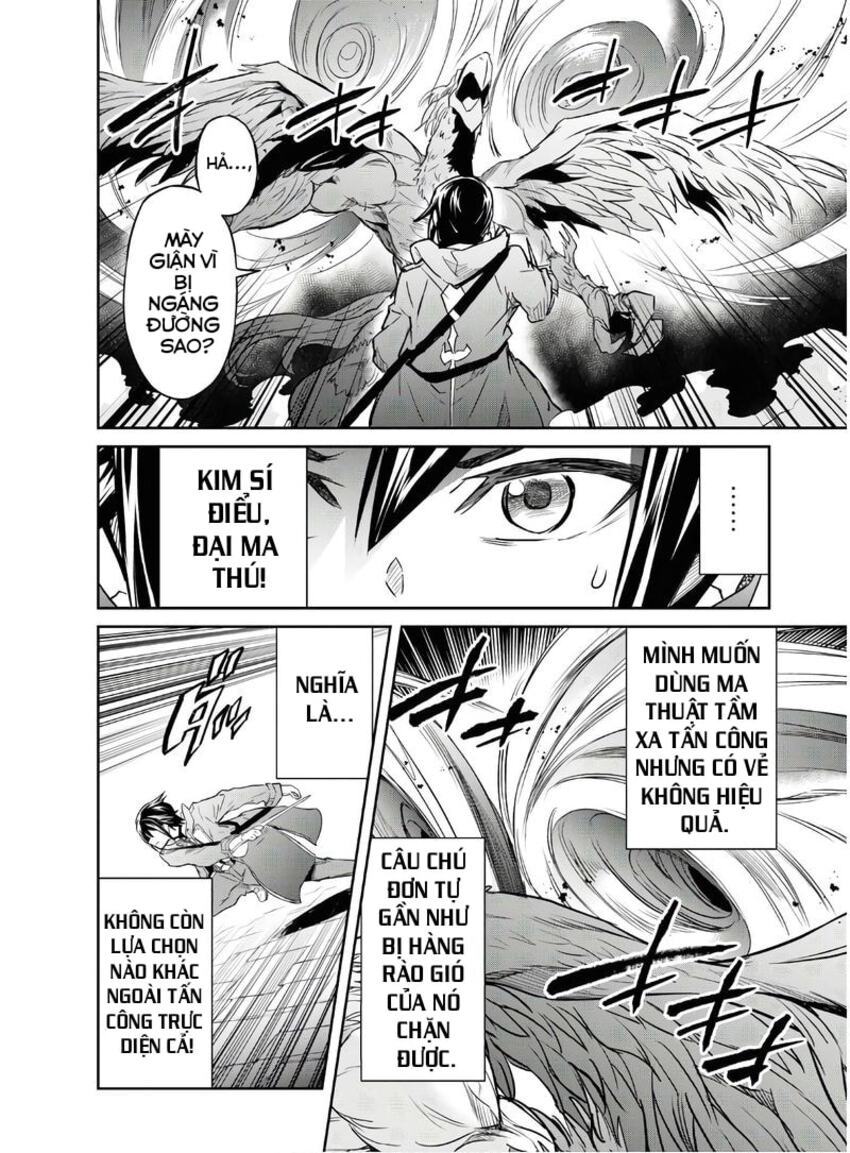 HẢ...,
MÀY
GIẬN VÌ
BỊ
NGÁNG
ĐƯỜNG
SAO?
........
KIM SÍ
ĐIỂU,
ĐẠI MA
THÚ!
MÌNH MUỐN
DÙNG MA
THUẬT TẦM
XA TẤN CÔNG
NHƯNG CÓ VẺ
KHÔNG HIỆU
QUẢ.
CÂU CHÚ
ĐƠN TỰ
GẦN NHƯ
BỊ HÀNG
RÀO GIÓ
CỦA NÓ
CHẶN
ĐƯỢC.
NGHĨA
LÀ...
KHÔNG CÒN
LỰA CHỌN
NÀO KHÁC
NGOÀI TẤN
CÔNG TRỰC
DIỆN CẢ!